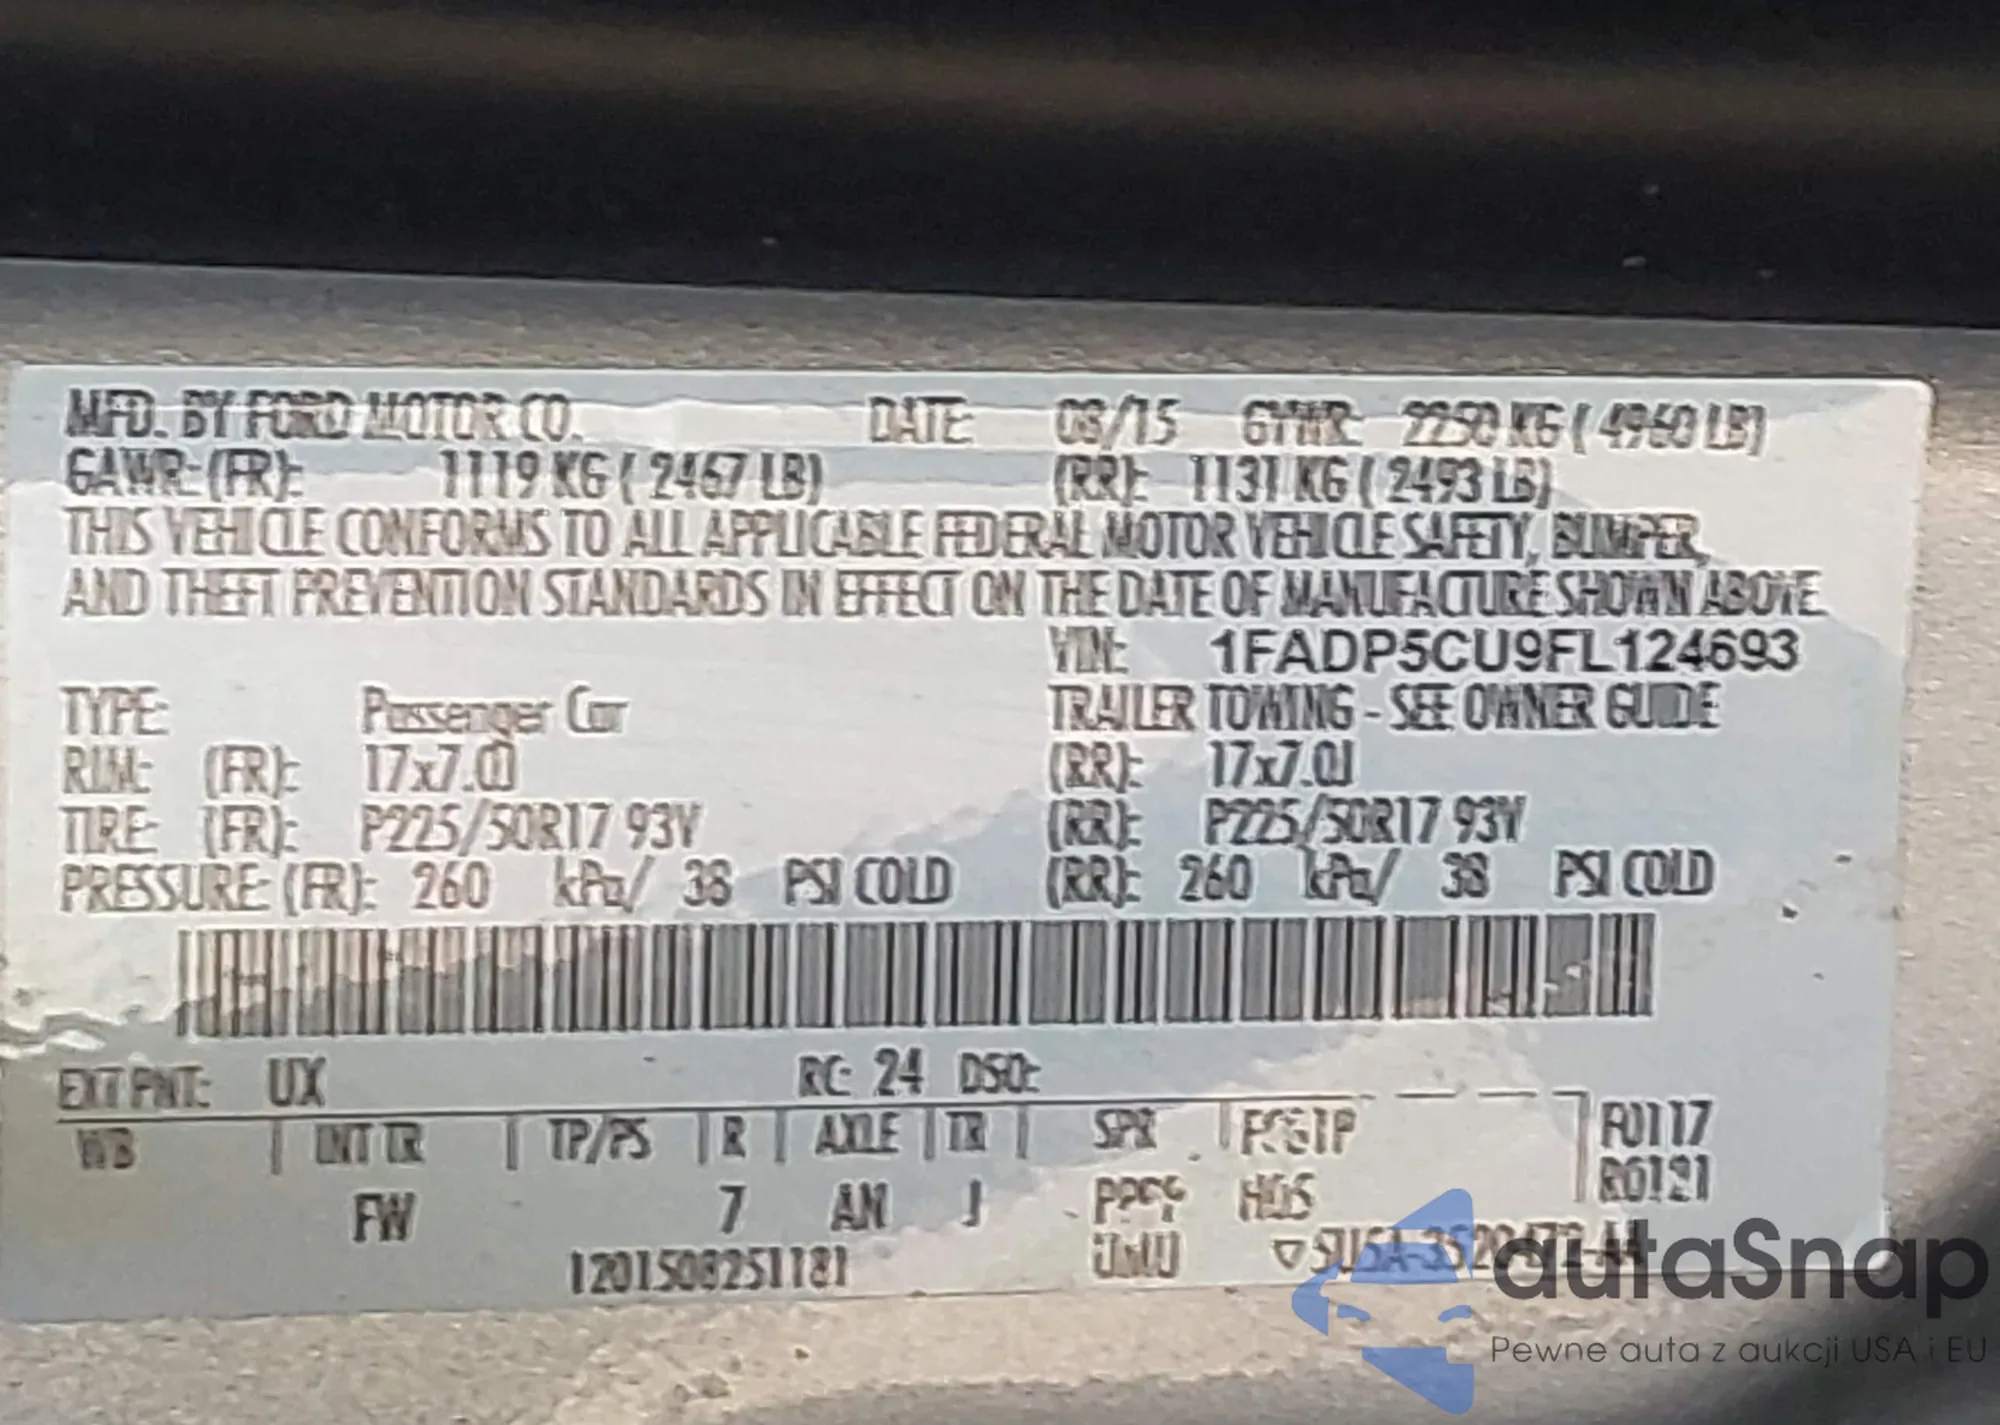 MFD. BY FORD MOTOR CO. DATE: 08/15 GVWR: 2250 KG ( 4960 LB)
GAWR: (FR): 1119 KG ( 2467 LB) (RR): 1131 KG ( 2493 LB)
THIS VEHICLE CONFORMS TO ALL APPLICABLE FEDERAL MOTOR VEHICLE SAFETY, BUMPER,
AND THEFT PREVENTION STANDARDS IN EFFECT ON THE DATE OF MANUFACTURE SHOWN ABOVE.
VIN: 1FADP5CU9FL124693
TYPE: Passenger Car TRAILER TOWING - SEE OWNER GUIDE
RIM: (FR): 17x7.0J (RR): 17x7.0J
TIRE: (FR): P225/50R17 93V (RR): P225/50R17 93V
PRESSURE: (FR): 260 kPa/ 38 PSI COLD (RR): 260 kPa/ 38 PSI COLD
EXT PNT: UX RC: 24 DSO:
WB | INT TR | TP/PS | R | AXLE | TR | SPR
F0117
R0121
FW 7 AM J
1201508251181
autaSnap
Pewne auta z aukcji USA i EU